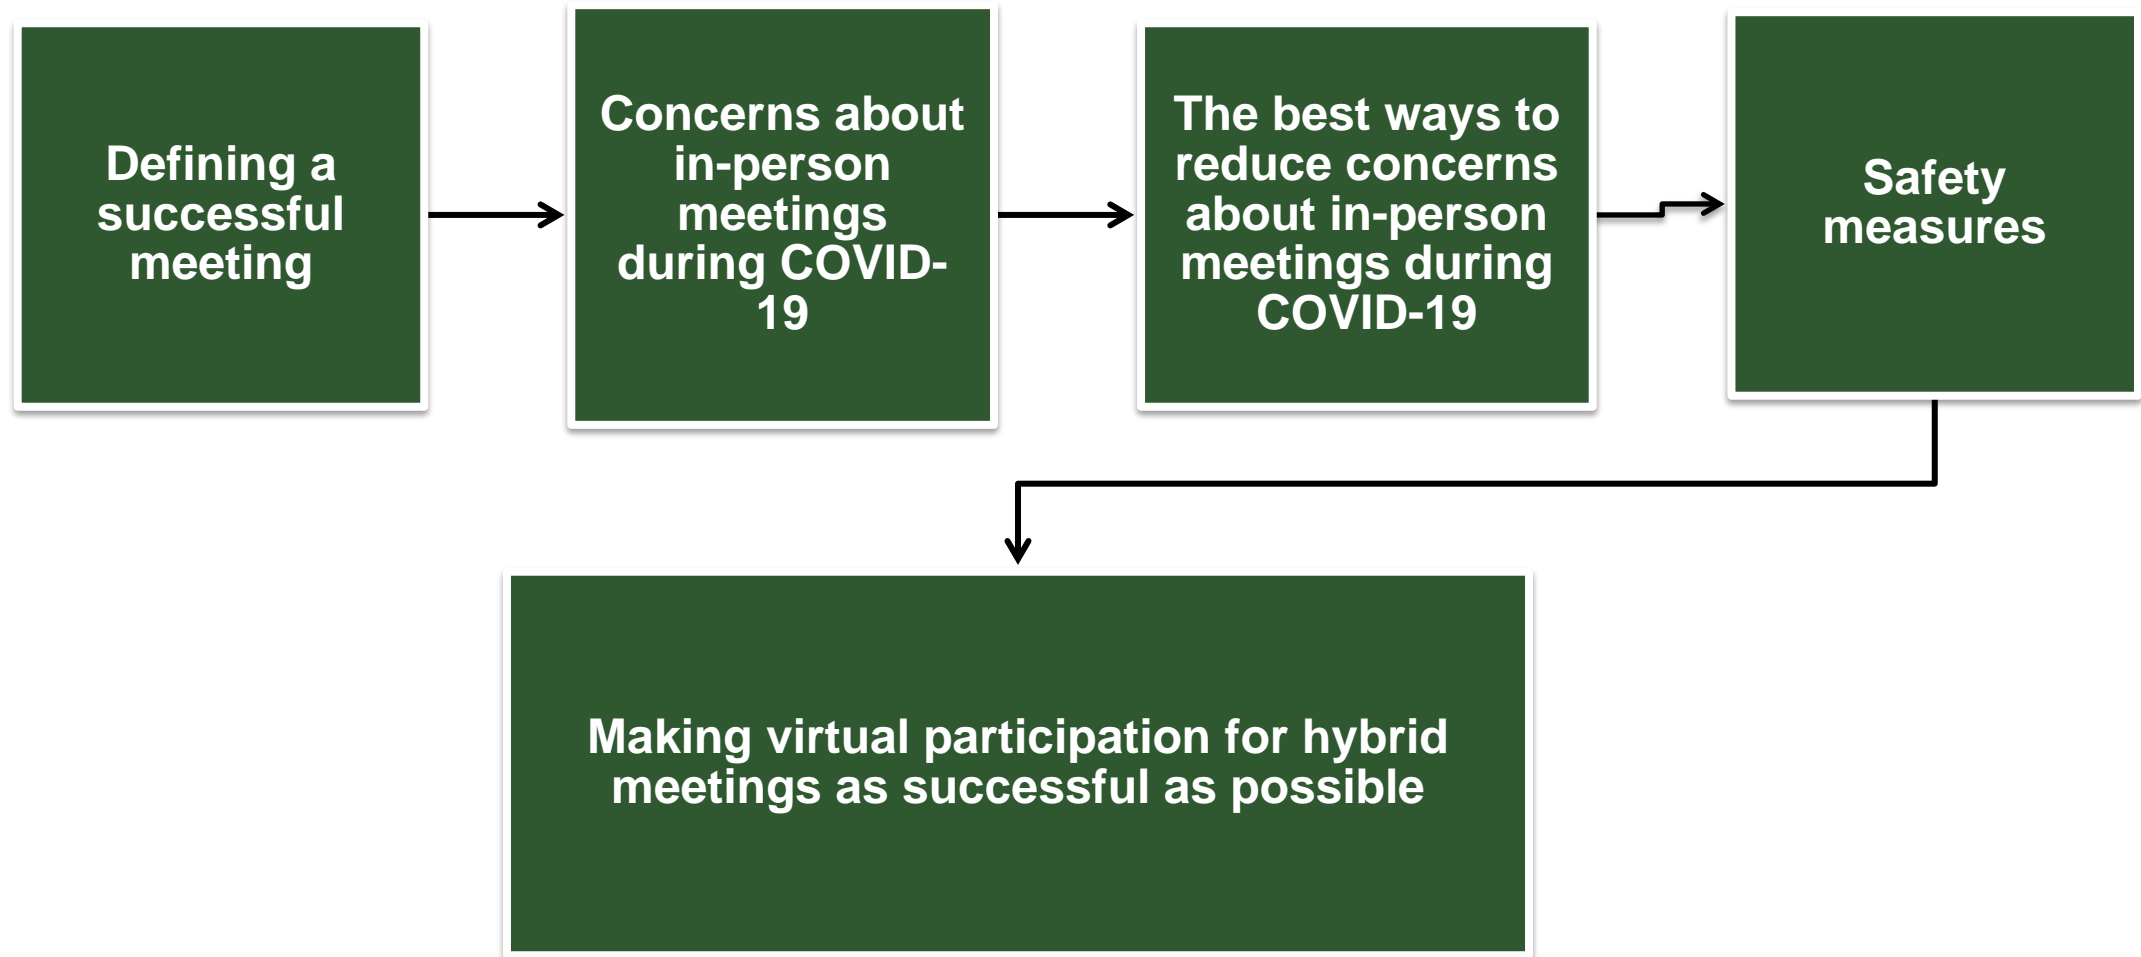 Defining a
successful
meeting
Concerns about
in-person
meetings
during COVID-
19
The best ways to
reduce concerns
about in-person
meetings during
COVID-19
Safety
measures
Making virtual participation for hybrid
meetings as successful as possible